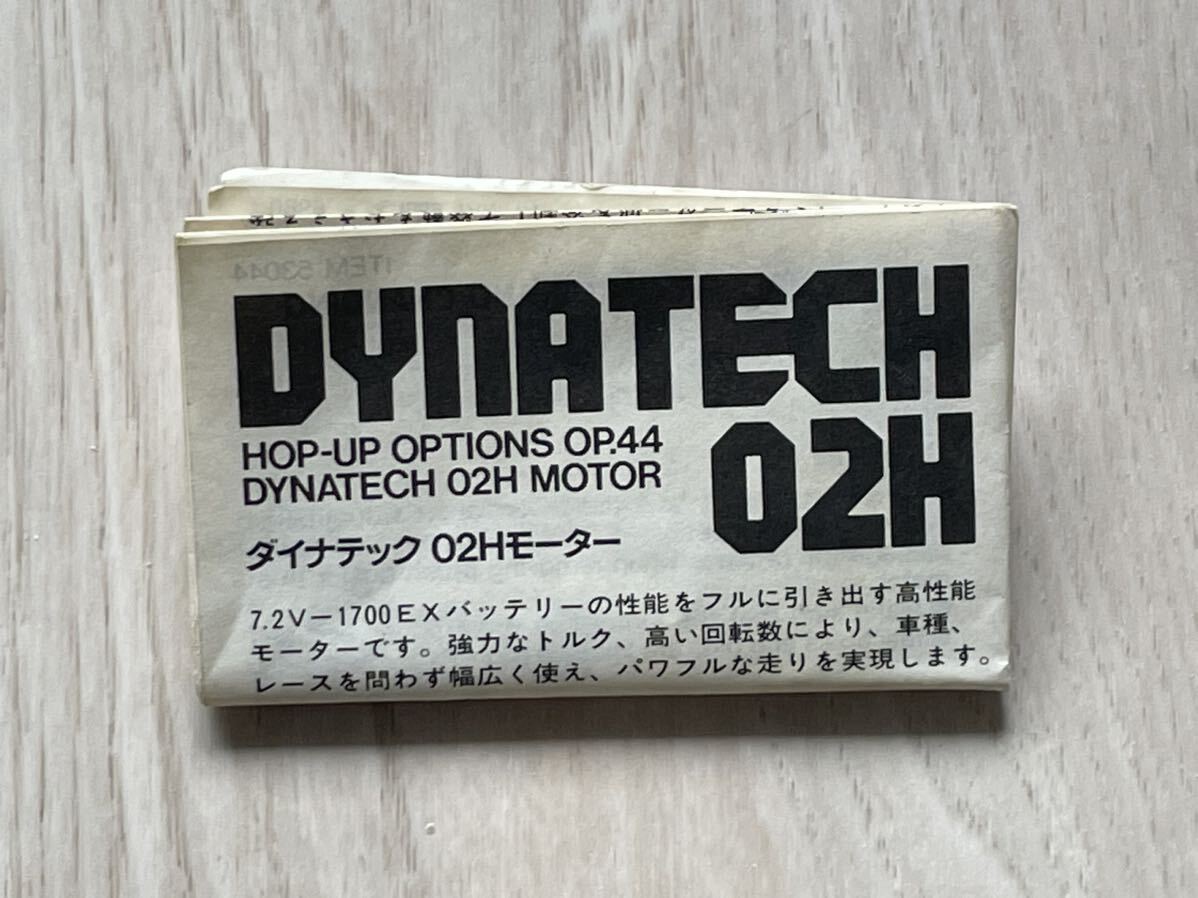 DYNATECH
02H
HOP-UP OPTIONS OP.44
DYNATECH 02H MOTOR
ダイナテック 02Hモーター
7.2V－1700EXバッテリーの性能をフルに引き出す高性能
モーターです。強力なトルク、高い回転数により、車種、
レースを問わず幅広く使え、パワフルな走りを実現します。
ITEM 53044